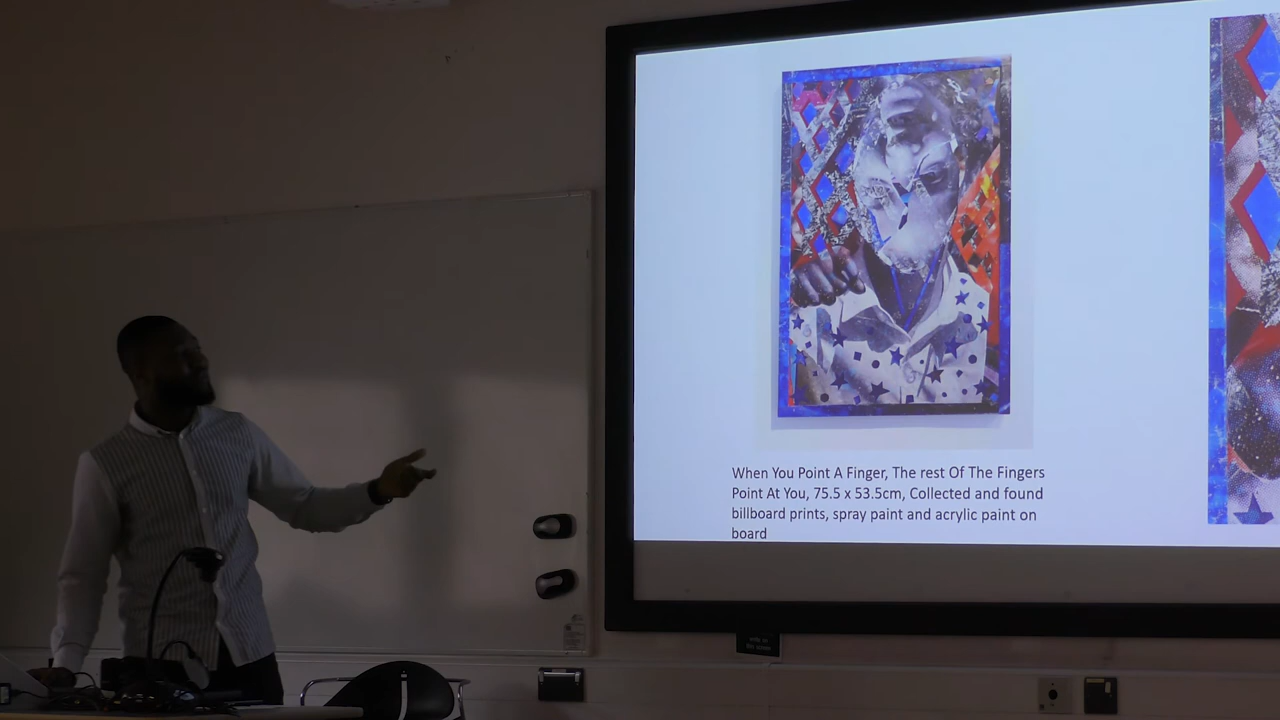 When You Point A Finger, The rest Of The Fingers
Point At You, 75.5 x 53.5cm, Collected and found
billboard prints, spray paint and acrylic paint on
board